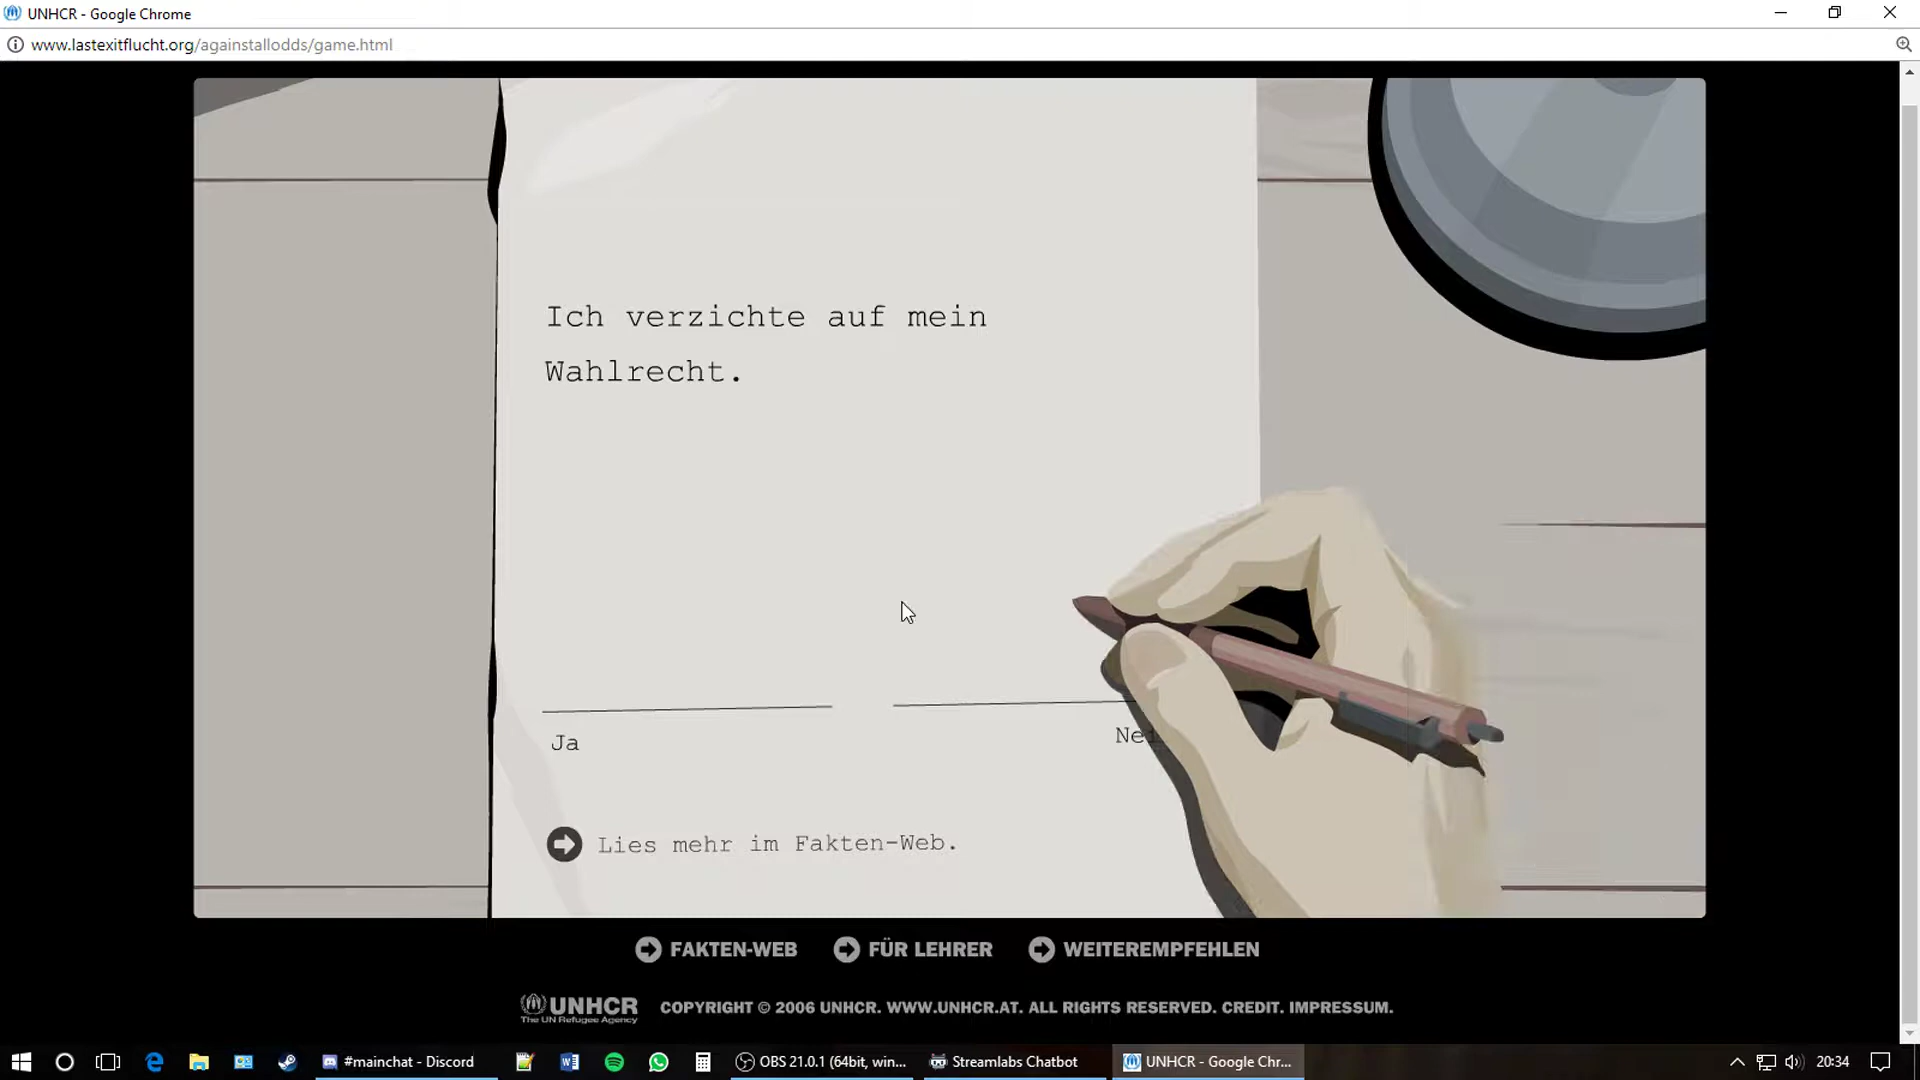 UNHCR - Google Chrome
www.lastexitflucht.org/againstallodds/game.html
Ich verzichte auf mein
Wahlrecht.
Ja
Nei
Lies mehr im Fakten-Web.
FAKTEN-WEB
FÜR LEHRER
WEITEREMPFEHLEN
UNHCR
The UN Refugee Agency
COPYRIGHT © 2006 UNHCR. WWW.UNHCR.AT. ALL RIGHTS RESERVED. CREDIT. IMPRESSUM.
#mainchat - Discord
OBS 21.0.1 (64bit, win...
Streamlabs Chatbot
UNHCR - Google Chr...
20:34